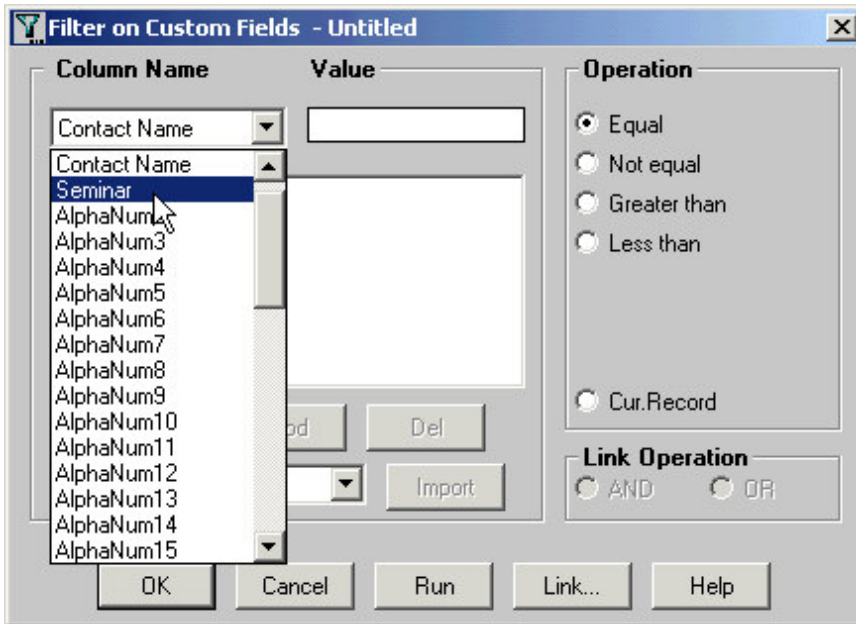 Filter on Custom Fields - Untitled
Column Name Value
Contact Name
Contact Name
Seminar
AlphaNum3
AlphaNum4
AlphaNum5
AlphaNum6
AlphaNum7
AlphaNum8
AlphaNum9
AlphaNum10
AlphaNum11
AlphaNum12
AlphaNum13
AlphaNum14
AlphaNum15
Del
Import
Operation
Equal
Not equal
Greater than
Less than
Cur.Record
Link Operation
AND OR
OK Cancel Run Link... Help